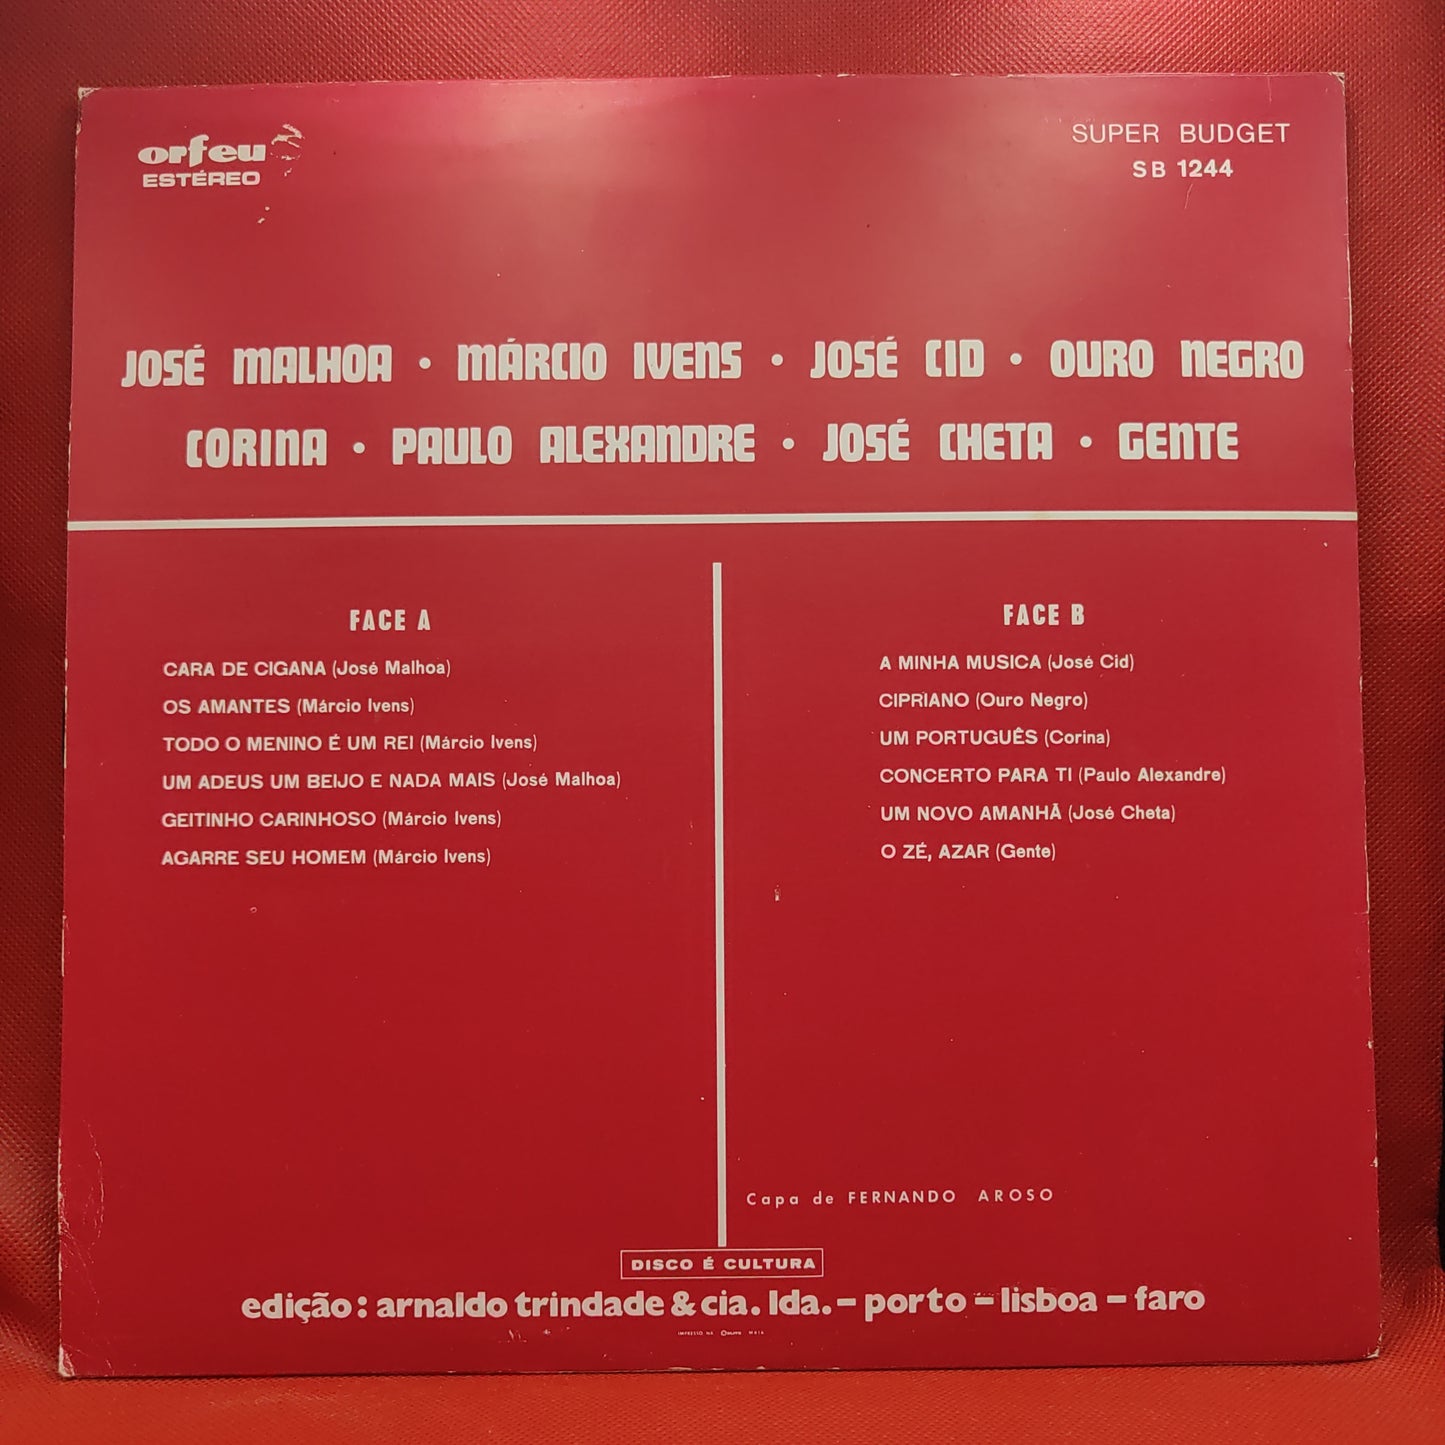 orfeu
ESTÉREO
SUPER BUDGET
SB 1244
JOSÉ MALHOA • MÁRCIO IVENS • JOSÉ CID • OURO NEGRO
CORINA • PAULO ALEXANDRE • JOSÉ CHETA • GENTE
FACE A
CARA DE CIGANA (José Malhoa)
OS AMANTES (Márcio Ivens)
TODO O MENINO É UM REI (Márcio Ivens)
UM ADEUS UM BEIJO E NADA MAIS (José Malhoa)
GEITINHO CARINHOSO (Márcio Ivens)
AGARRE SEU HOMEM (Márcio Ivens)
FACE B
A MINHA MUSICA (José Cid)
CIPRIANO (Ouro Negro)
UM PORTUGUÊS (Corina)
CONCERTO PARA TI (Paulo Alexandre)
UM NOVO AMANHÃ (José Cheta)
O ZÉ, AZAR (Gente)
Capa de FERNANDO AROSO
DISCO É CULTURA
edição: arnaldo trindade & cia. lda. – porto – lisboa – faro
IMPRESSO NA MAIA